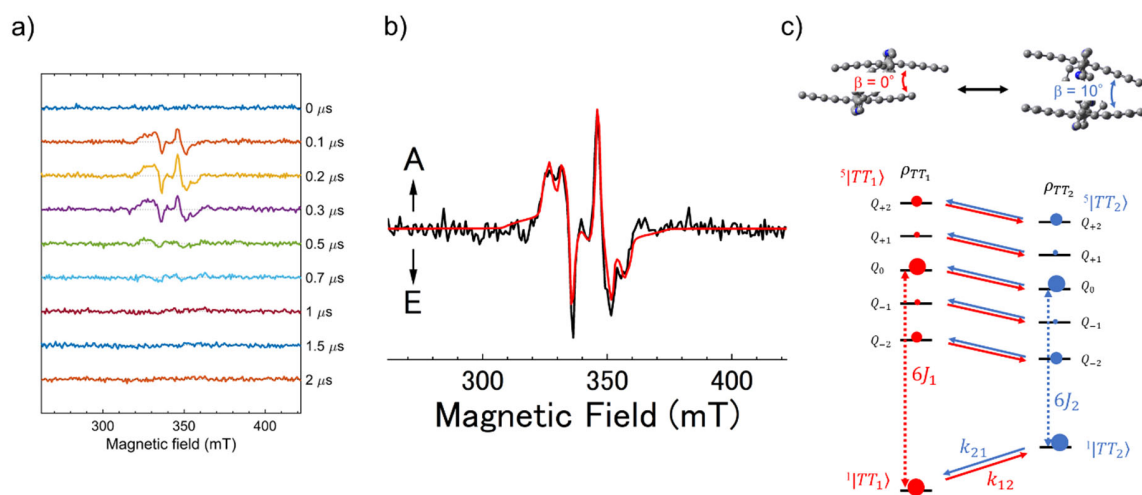 a)
0 μs
0.1 μs
0.2 μs
0.3 μs
0.5 μs
0.7 μs
1 μs
1.5 μs
2 μs
300 350 400
Magnetic field (mT)
b)
A
E
300 350 400
Magnetic Field (mT)
c)
β = 0°
β = 10°
⁵|TT₁⟩
ρ_TT₁
ρ_TT₂
⁵|TT₂⟩
Q₊₂
Q₊₁
Q₀
Q₋₁
Q₋₂
Q₊₂
Q₊₁
Q₀
Q₋₁
Q₋₂
6J₁
6J₂
k₂₁
k₁₂
¹|TT₁⟩
¹|TT₂⟩